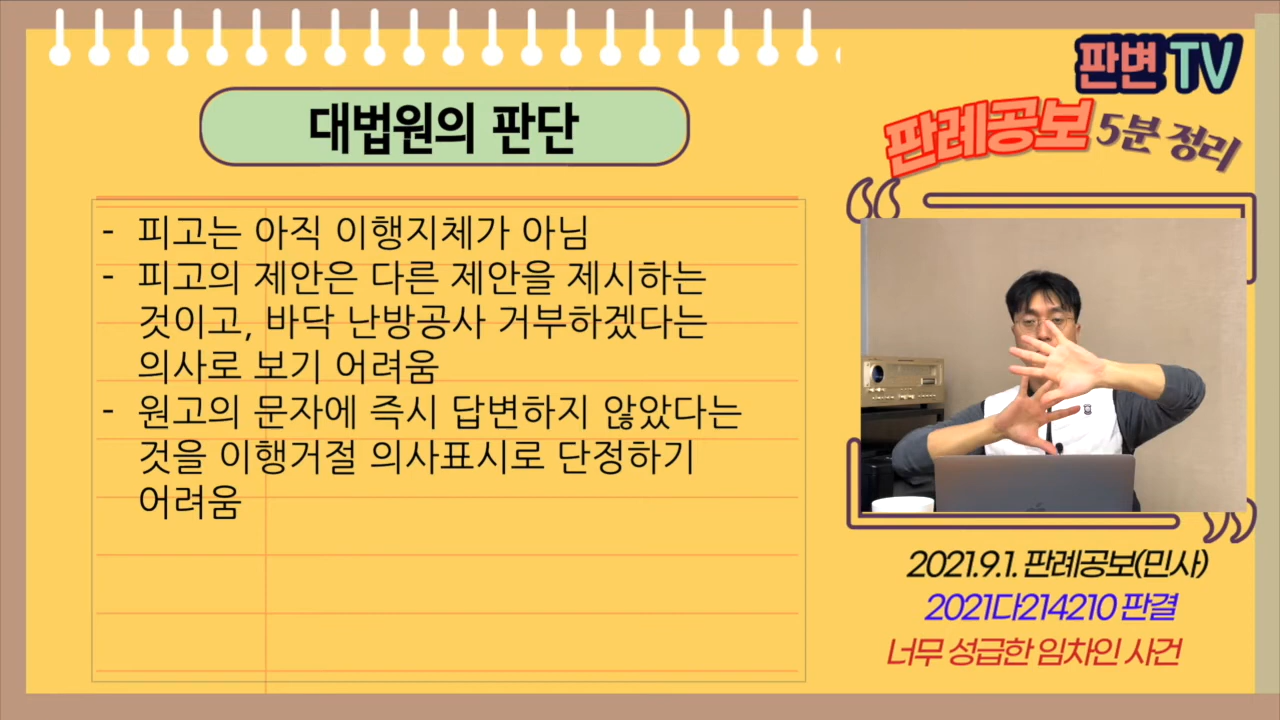 판변 TV
판례공보 5분 정리
대법원의 판단
- 피고는 아직 이행지체가 아님
- 피고의 제안은 다른 제안을 제시하는
것이고, 바닥 난방공사 거부하겠다는
의사로 보기 어려움
- 원고의 문자에 즉시 답변하지 않았다는
것을 이행거절 의사표시로 단정하기
어려움
2021.9.1. 판례공보(민사)
2021다214210 판결
너무 성급한 임차인 사건